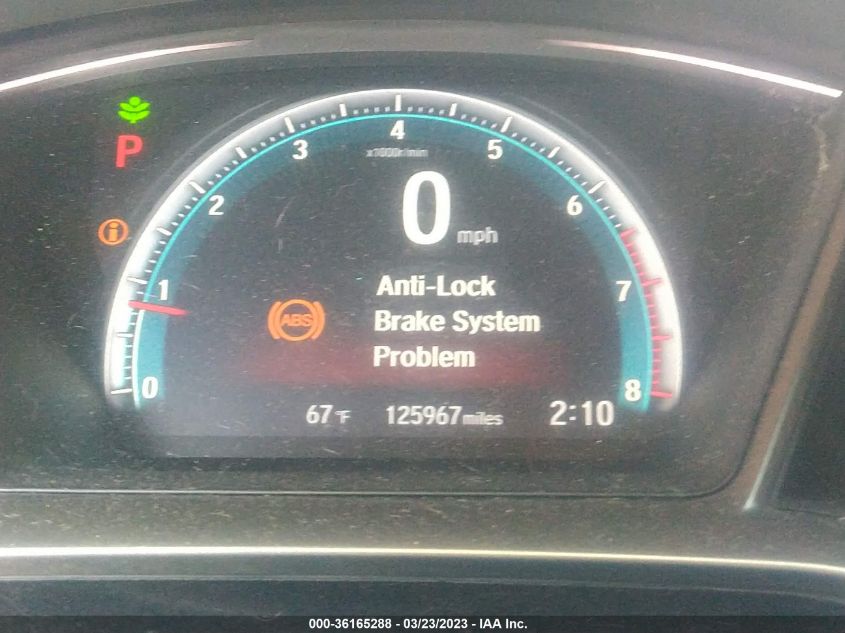 4
3
5
x1000r/min
P
0 mph
2
6
i
1
7
Anti-Lock
ABS
Brake System
Problem
0
8
67 °F
125967 miles
2:10
000-36165288 - 03/23/2023 - IAA Inc.